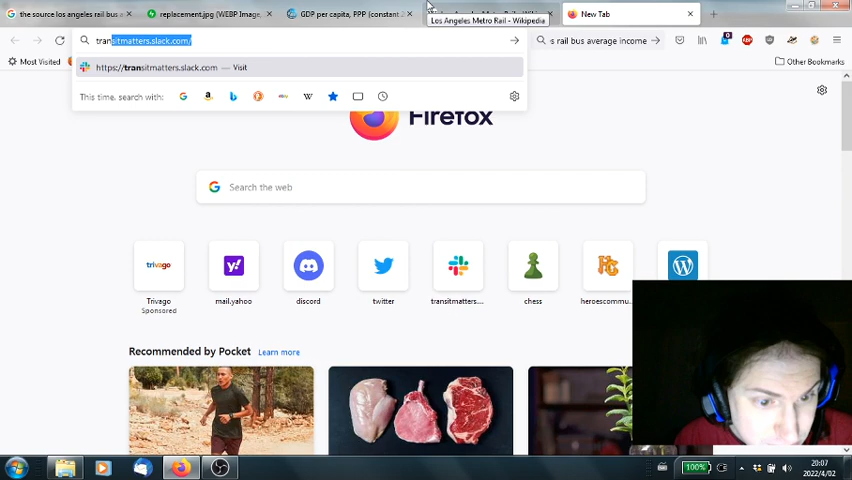 the source los angeles rail bus a
replacement.jpg (WEBP Image,
GDP per capita, PPP (constant 2
New Tab
Los Angeles Metro Rail - Wikipedia
transitmatters.slack.com/
s rail bus average income
Most Visited
https://transitmatters.slack.com — Visit
Other Bookmarks
This time, search with:
Firefox
Search the web
trivago
Trivago
Sponsored
mail.yahoo
discord
twitter
transitmatters...
chess
heroescommu...
Recommended by Pocket
Learn more
100%
20:07
2022/4/02